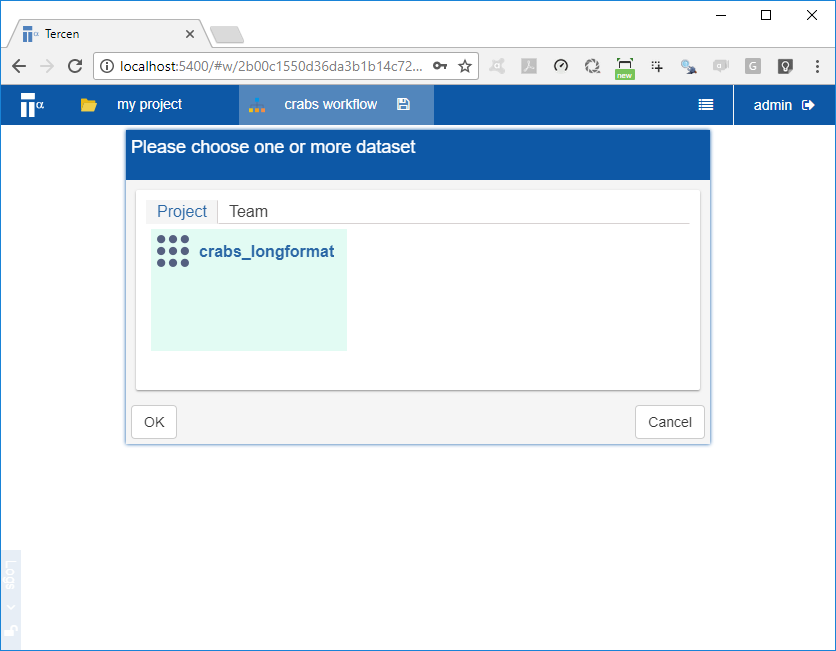 Tercen
localhost:5400/#w/2b00c1550d36da3b1b14c72...
new
G
my project
crabs workflow
admin
Please choose one or more dataset
Project
Team
crabs_longformat
OK
Cancel
Logs